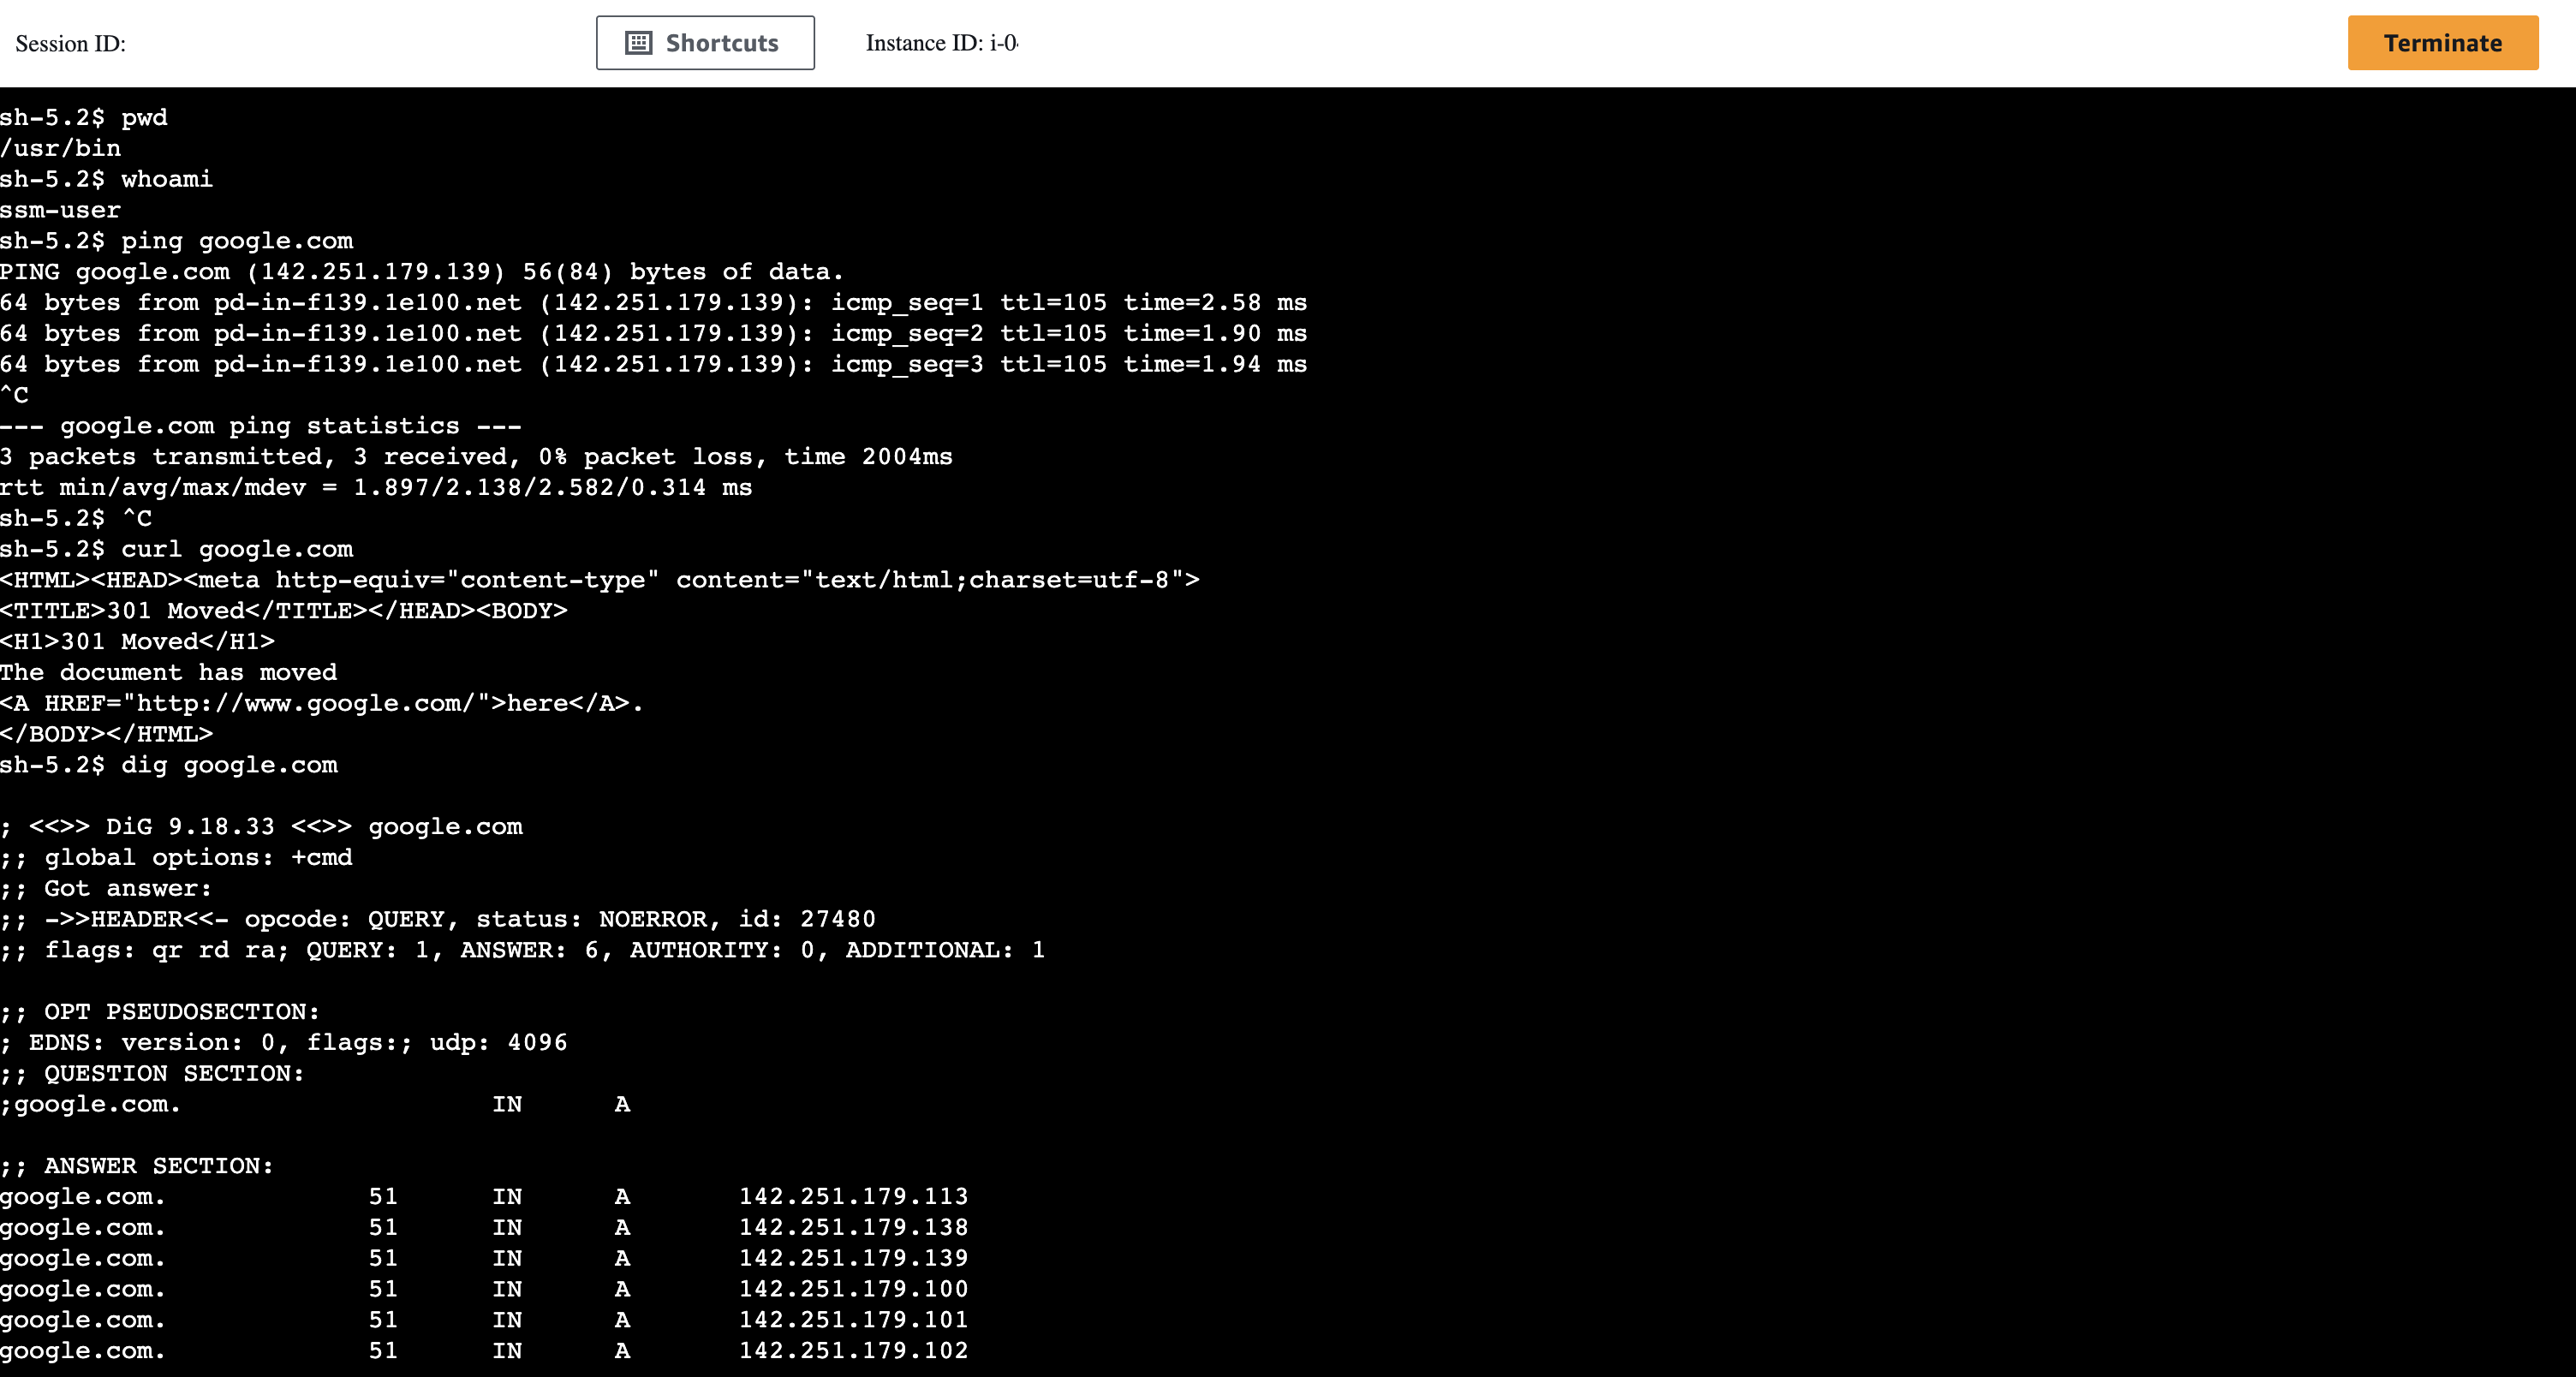 Session ID:
Shortcuts
Instance ID: i-0
Terminate
sh-5.2$ pwd
/usr/bin
sh-5.2$ whoami
ssm-user
sh-5.2$ ping google.com
PING google.com (142.251.179.139) 56(84) bytes of data.
64 bytes from pd-in-f139.1e100.net (142.251.179.139): icmp_seq=1 ttl=105 time=2.58 ms
64 bytes from pd-in-f139.1e100.net (142.251.179.139): icmp_seq=2 ttl=105 time=1.90 ms
64 bytes from pd-in-f139.1e100.net (142.251.179.139): icmp_seq=3 ttl=105 time=1.94 ms
^C
--- google.com ping statistics ---
3 packets transmitted, 3 received, 0% packet loss, time 2004ms
rtt min/avg/max/mdev = 1.897/2.138/2.582/0.314 ms
sh-5.2$ ^C
sh-5.2$ curl google.com
<HTML><HEAD><meta http-equiv="content-type" content="text/html;charset=utf-8">
<TITLE>301 Moved</TITLE></HEAD><BODY>
<H1>301 Moved</H1>
The document has moved
<A HREF="http://www.google.com/">here</A>.
</BODY></HTML>
sh-5.2$ dig google.com

; <<>> DiG 9.18.33 <<>> google.com
;; global options: +cmd
;; Got answer:
;; ->>HEADER<<- opcode: QUERY, status: NOERROR, id: 27480
;; flags: qr rd ra; QUERY: 1, ANSWER: 6, AUTHORITY: 0, ADDITIONAL: 1

;; OPT PSEUDOSECTION:
; EDNS: version: 0, flags:; udp: 4096
;; QUESTION SECTION:
;google.com. IN A

;; ANSWER SECTION:
google.com. 51 IN A 142.251.179.113
google.com. 51 IN A 142.251.179.138
google.com. 51 IN A 142.251.179.139
google.com. 51 IN A 142.251.179.100
google.com. 51 IN A 142.251.179.101
google.com. 51 IN A 142.251.179.102